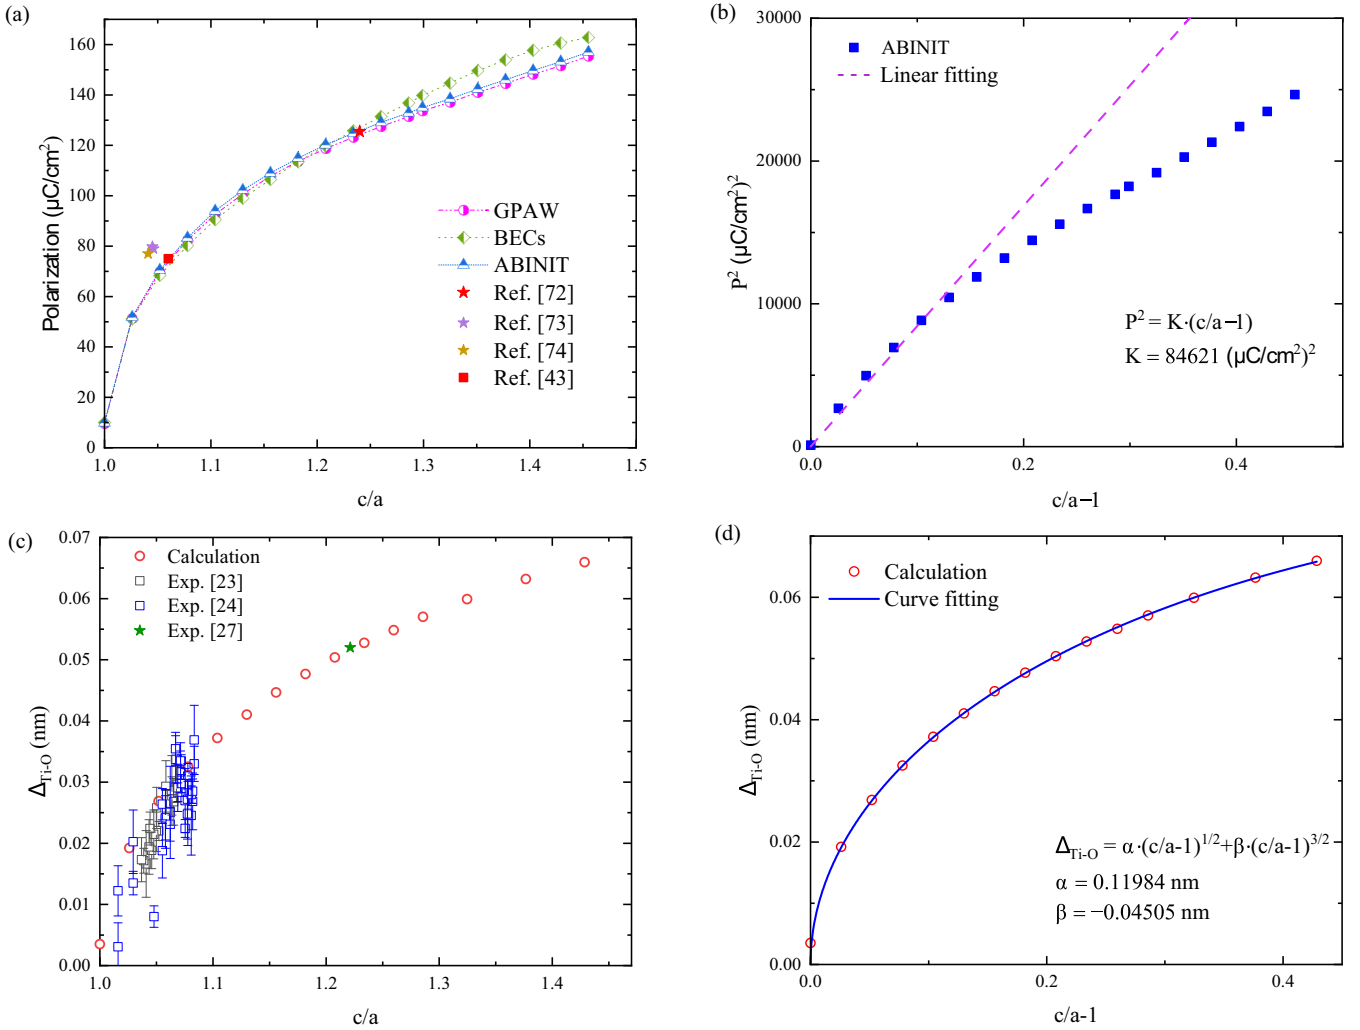 (a)
160
140
120
100
80
60
40
20
0
Polarization (μC/cm²)
GPAW
BECs
ABINIT
Ref. [72]
Ref. [73]
Ref. [74]
Ref. [43]
1.0 1.1 1.2 1.3 1.4 1.5
c/a
(b)
30000
20000
10000
0
P² (μC/cm²)²
ABINIT
Linear fitting
P² = K·(c/a−1)
K = 84621 (μC/cm²)²
0.0 0.2 0.4
c/a−1
(c)
0.07
0.06
0.05
0.04
0.03
0.02
0.01
0.00
Δ_Ti-O (nm)
Calculation
Exp. [23]
Exp. [24]
Exp. [27]
1.0 1.1 1.2 1.3 1.4
c/a
(d)
0.06
0.04
0.02
0.00
Δ_Ti-O (nm)
Calculation
Curve fitting
Δ_Ti-O = α·(c/a-1)^1/2+β·(c/a-1)^3/2
α = 0.11984 nm
β = −0.04505 nm
0.0 0.2 0.4
c/a-1